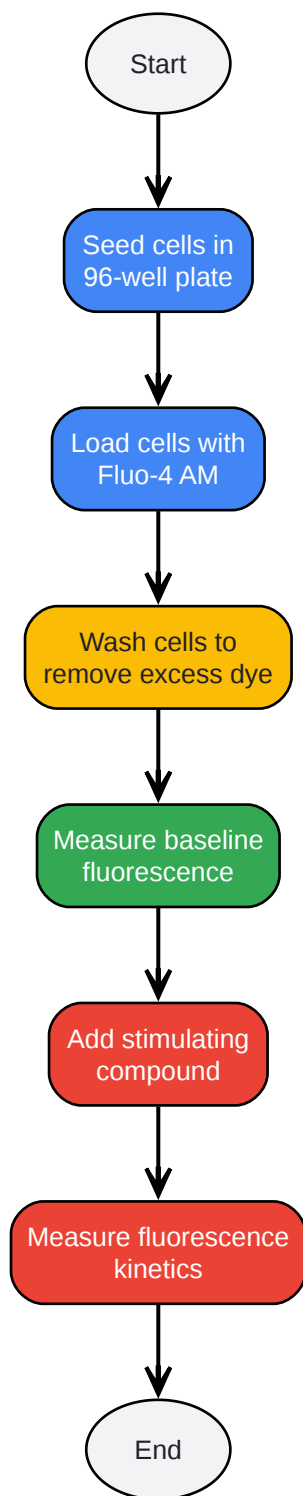 Start
Seed cells in
96-well plate
Load cells with
Fluo-4 AM
Wash cells to
remove excess dye
Measure baseline
fluorescence
Add stimulating
compound
Measure fluorescence
kinetics
End